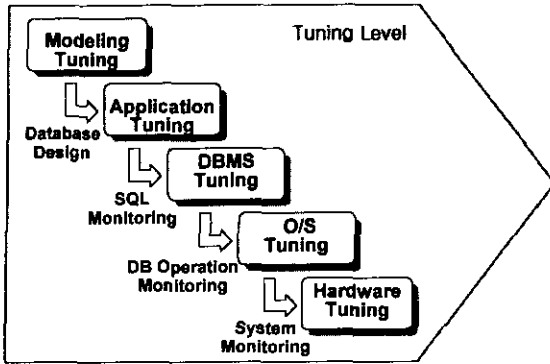 Tuning Level
Modeling
Tuning
Database
Design
Application
Tuning
SQL
Monitoring
DBMS
Tuning
DB Operation
Monitoring
O/S
Tuning
System
Monitoring
Hardware
Tuning